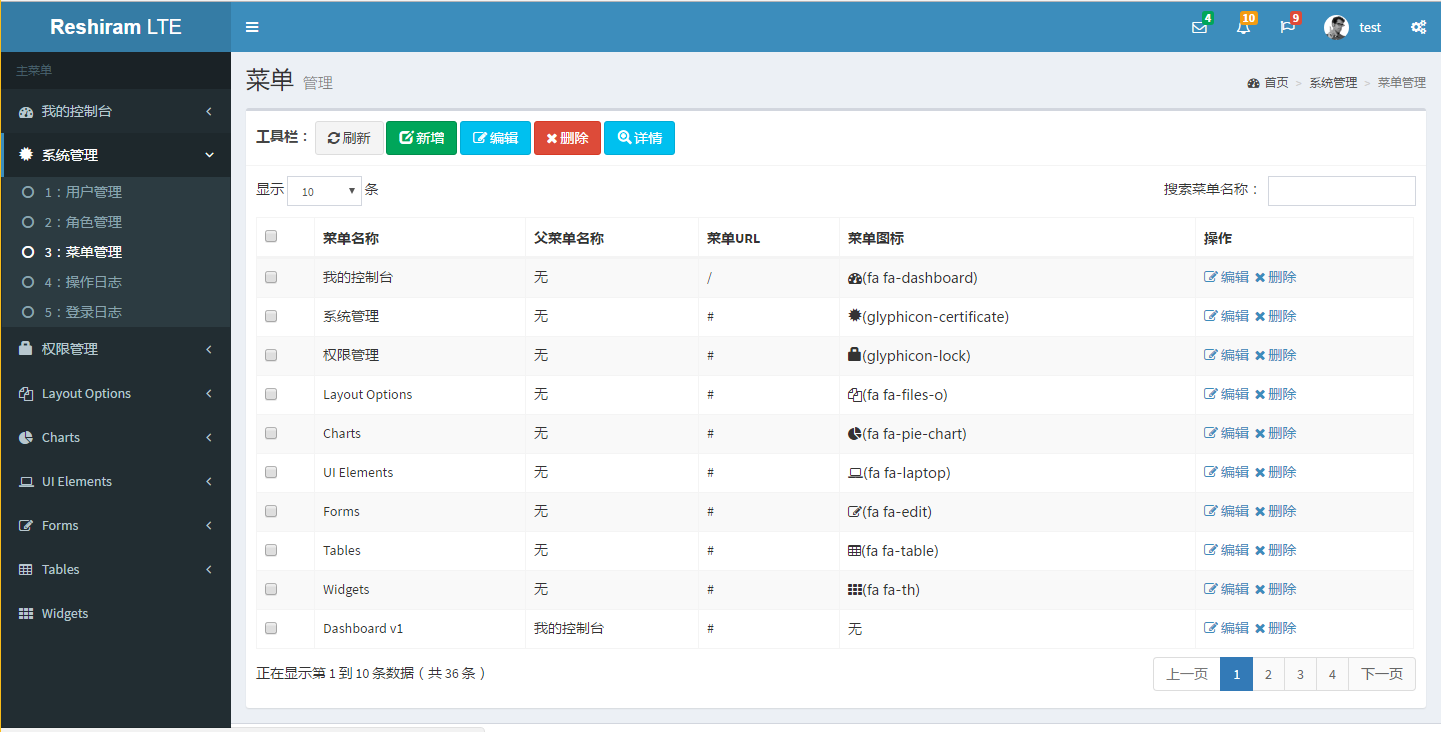 Reshiram LTE
4
10
9
test
主菜单
我的控制台
系统管理
1：用户管理
2：角色管理
3：菜单管理
4：操作日志
5：登录日志
权限管理
Layout Options
Charts
UI Elements
Forms
Tables
Widgets
菜单 管理
首页 > 系统管理 > 菜单管理
工具栏： 刷新 新增 编辑 删除 详情
显示 10 条
搜索菜单名称：
菜单名称 父菜单名称 菜单URL 菜单图标 操作
我的控制台 无 / (fa fa-dashboard) 编辑 删除
系统管理 无 # (glyphicon-certificate) 编辑 删除
权限管理 无 # (glyphicon-lock) 编辑 删除
Layout Options 无 # (fa fa-files-o) 编辑 删除
Charts 无 # (fa fa-pie-chart) 编辑 删除
UI Elements 无 # (fa fa-laptop) 编辑 删除
Forms 无 # (fa fa-edit) 编辑 删除
Tables 无 # (fa fa-table) 编辑 删除
Widgets 无 # (fa fa-th) 编辑 删除
Dashboard v1 我的控制台 # 无 编辑 删除
正在显示第 1 到 10 条数据（共 36 条）
上一页 1 2 3 4 下一页